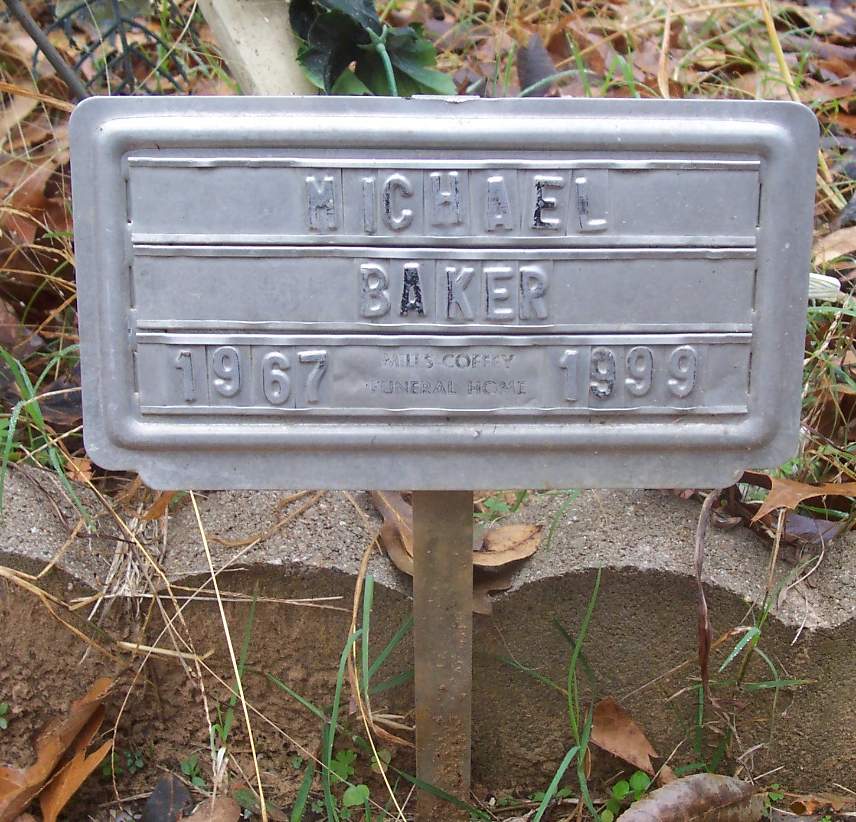 MICHAEL
BAKER
1967 MILLS-COFFEY 1999
FUNERAL HOME